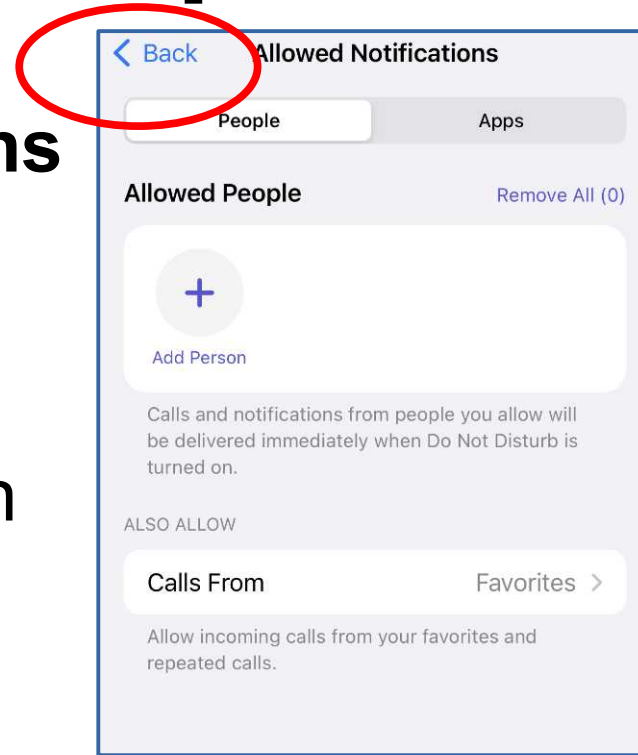 Back Allowed Notifications
People Apps
Allowed People Remove All (0)
+
Add Person
Calls and notifications from people you allow will
be delivered immediately when Do Not Disturb is
turned on.
ALSO ALLOW
Calls From Favorites >
Allow incoming calls from your favorites and
repeated calls.